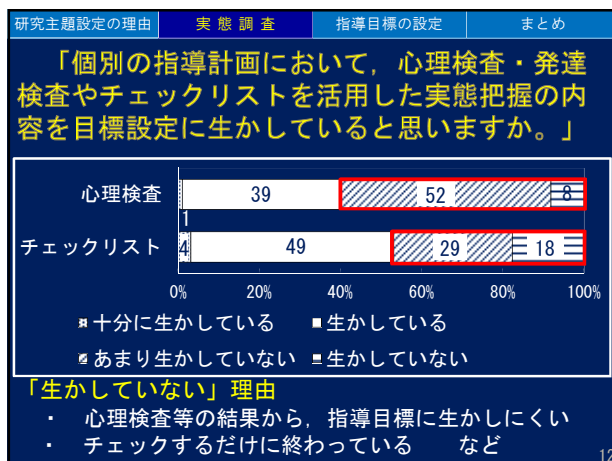 研究主題設定の理由 実態調査 指導目標の設定 まとめ
「個別の指導計画において，心理検査・発達
検査やチェックリストを活用した実態把握の内
容を目標設定に生かしていると思いますか。」
心理検査 39 52 8
1
チェックリスト 4 49 29 18
0% 20% 40% 60% 80% 100%
十分に生かしている 生かしている
あまり生かしていない 生かしていない
「生かしていない」理由
・ 心理検査等の結果から，指導目標に生かしにくい
・ チェックするだけに終わっている など
12